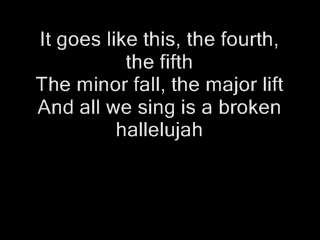 It goes like this, the fourth,
the fifth
The minor fall, the major lift
And all we sing is a broken
hallelujah